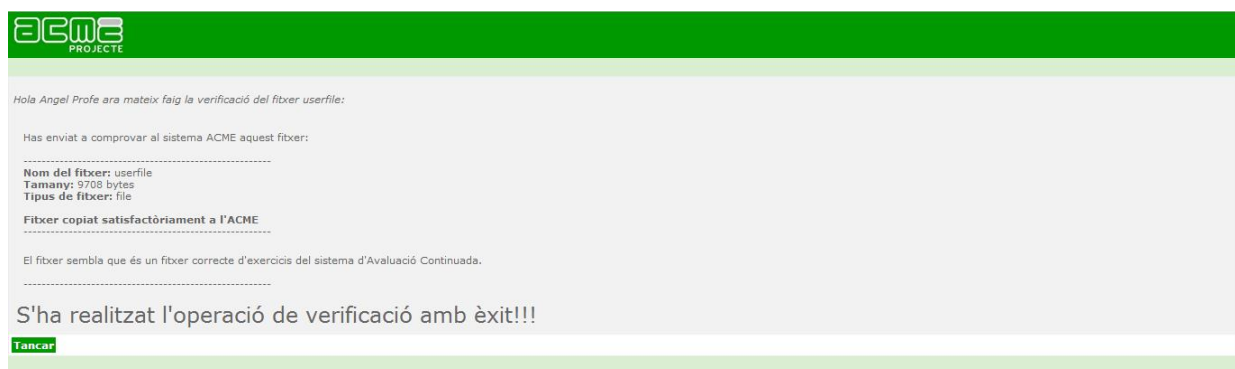 acme
PROJECTE
Hola Angel Profe ara mateix faig la verificació del fitxer userfile:
Has enviat a comprovar al sistema ACME aquest fitxer:
------------------------------------------------------
Nom del fitxer: userfile
Tamany: 9708 bytes
Tipus de fitxer: file
Fitxer copiat satisfactòriament a l'ACME
------------------------------------------------------
El fitxer sembla que és un fitxer correcte d'exercicis del sistema d'Avaluació Continuada.
------------------------------------------------------
S'ha realitzat l'operació de verificació amb èxit!!!
Tancar